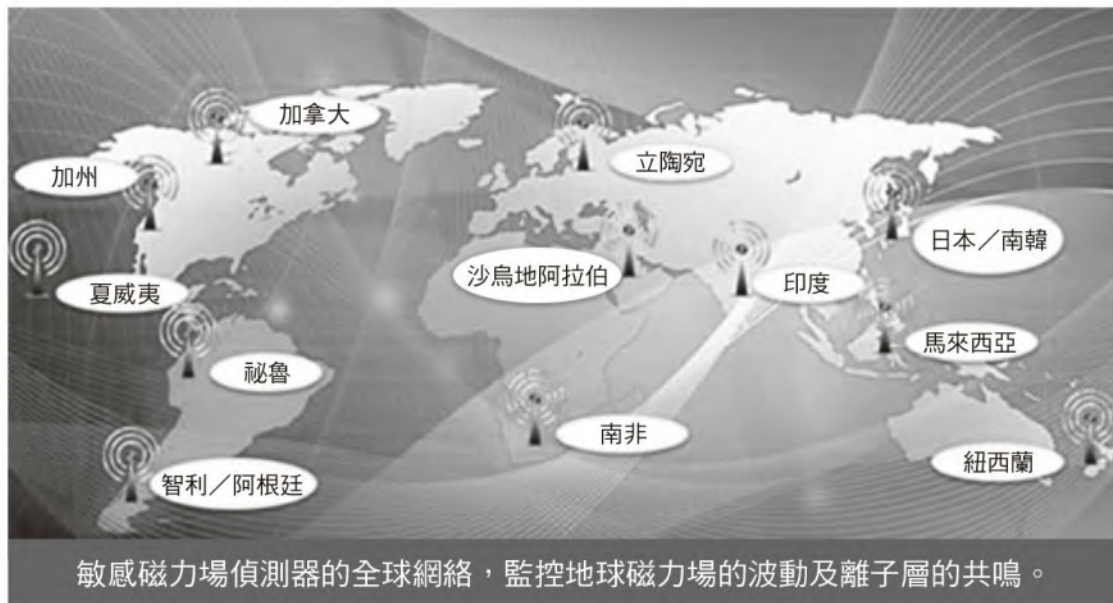 加拿大
加州
立陶宛
日本／南韓
沙烏地阿拉伯
印度
夏威夷
馬來西亞
祕魯
南非
紐西蘭
智利／阿根廷
敏感磁力場偵測器的全球網絡，監控地球磁力場的波動及離子層的共鳴。